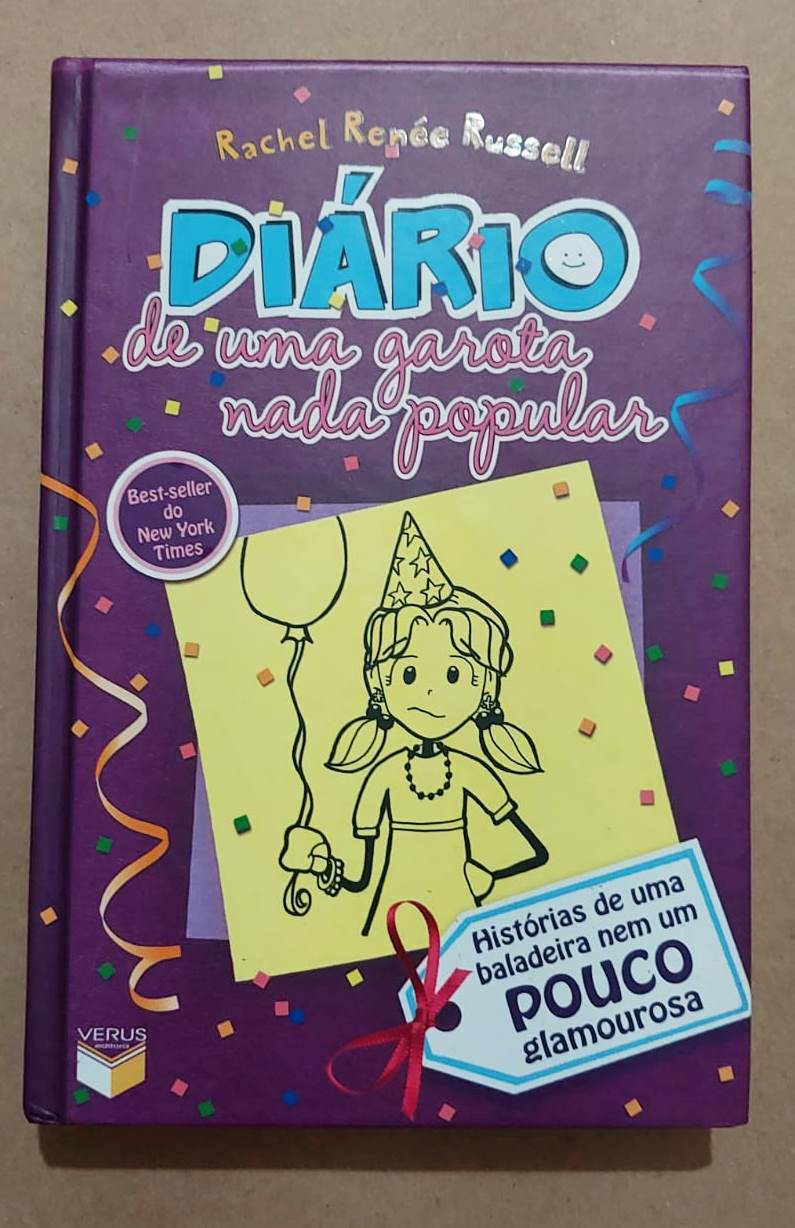 Rachel Renée Russell
DIÁRIO
de uma garota
nada popular
Best-seller
do
New York
Times
Histórias de uma
baladeira nem um
POUCO
glamourosa
VERUS
editora